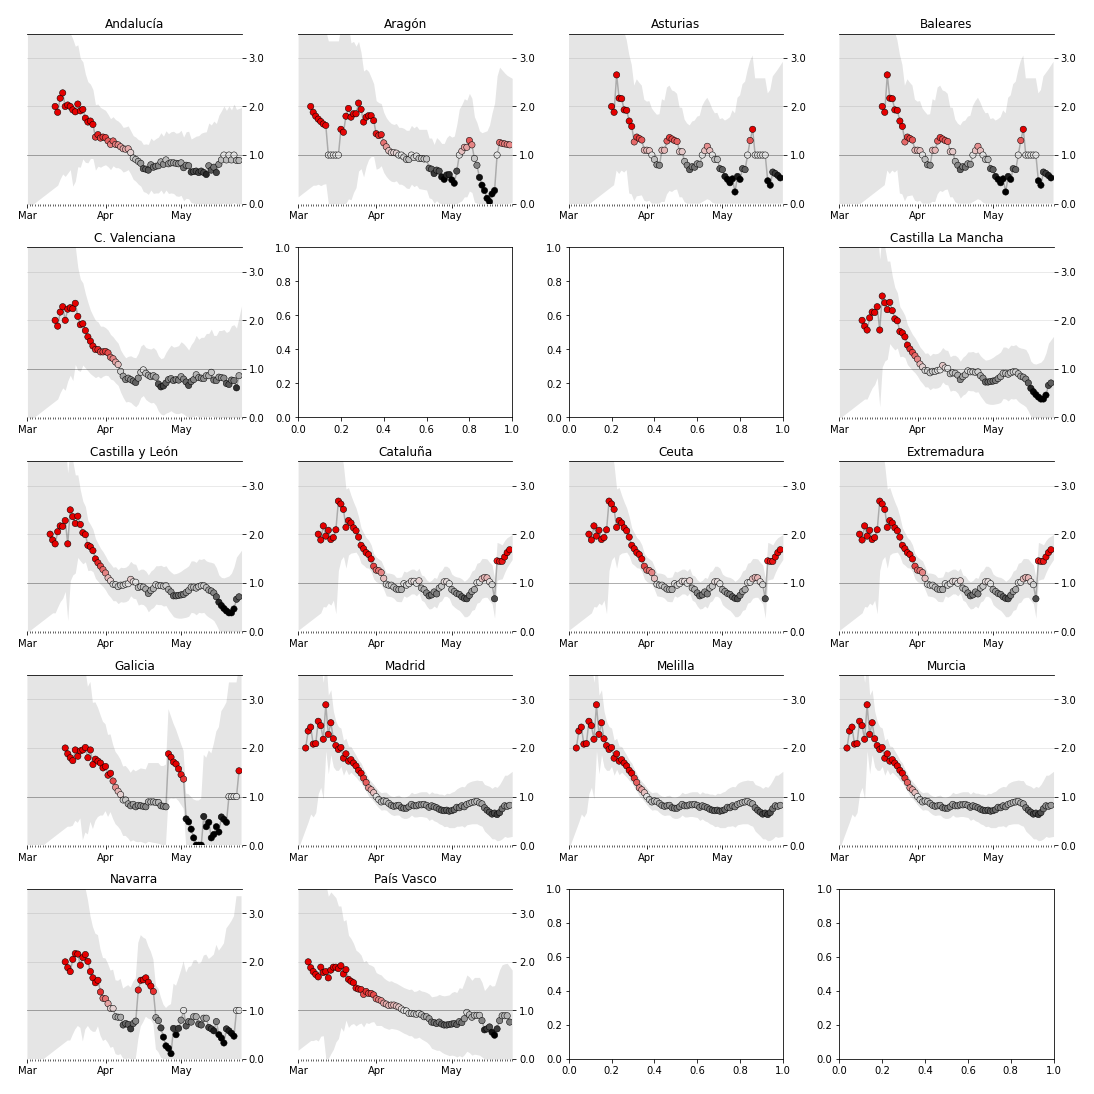 Andalucía Aragón Asturias Baleares
3.0 3.0 3.0 3.0
2.0 2.0 2.0 2.0
1.0 1.0 1.0 1.0
0.0 0.0 0.0 0.0
Mar Apr May Mar Apr May Mar Apr May Mar Apr May
C. Valenciana Castilla La Mancha
3.0 1.0 1.0 3.0
0.8 0.8
2.0 0.6 0.6 2.0
1.0 0.4 0.4 1.0
0.2 0.2
0.0 0.0 0.0 0.0
Mar Apr May 0.0 0.2 0.4 0.6 0.8 1.0 0.0 0.2 0.4 0.6 0.8 1.0 Mar Apr May
Castilla y León Cataluña Ceuta Extremadura
3.0 3.0 3.0 3.0
2.0 2.0 2.0 2.0
1.0 1.0 1.0 1.0
0.0 0.0 0.0 0.0
Mar Apr May Mar Apr May Mar Apr May Mar Apr May
Galicia Madrid Melilla Murcia
3.0 3.0 3.0 3.0
2.0 2.0 2.0 2.0
1.0 1.0 1.0 1.0
0.0 0.0 0.0 0.0
Mar Apr May Mar Apr May Mar Apr May Mar Apr May
Navarra País Vasco
3.0 3.0 1.0 1.0
0.8 0.8
2.0 2.0 0.6 0.6
1.0 1.0 0.4 0.4
0.2 0.2
0.0 0.0 0.0 0.0
Mar Apr May Mar Apr May 0.0 0.2 0.4 0.6 0.8 1.0 0.0 0.2 0.4 0.6 0.8 1.0